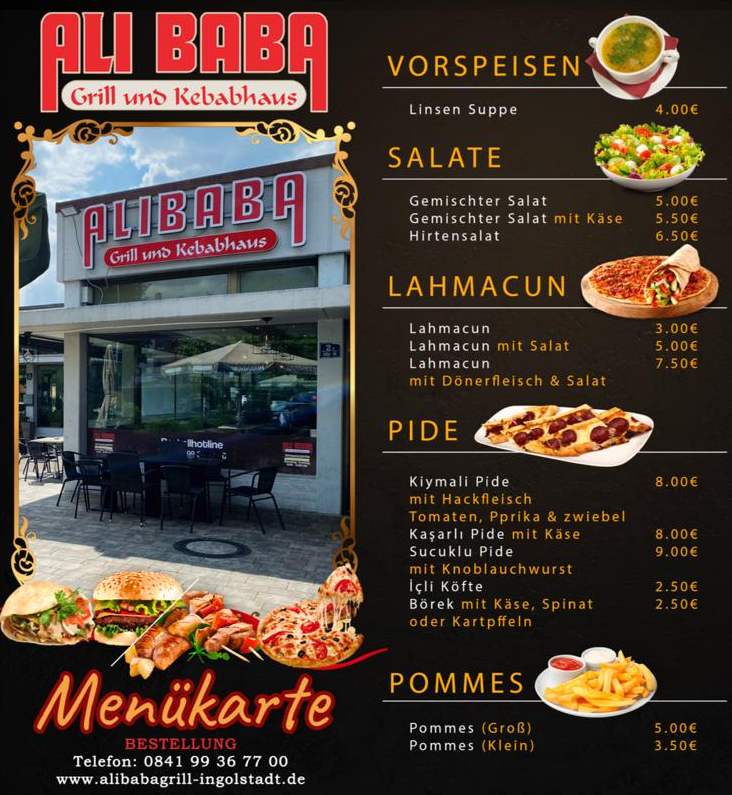 ALI BABA
Grill und Kebabhaus
ALIBABA
Grill und Kebabhaus
Menükarte
BESTELLUNG
Telefon: 0841 99 36 77 00
www.alibabagrill-ingolstadt.de
VORSPEISEN
Linsen Suppe 4.00€
SALATE
Gemischter Salat 5.00€
Gemischter Salat mit Käse 5.50€
Hirtensalat 6.50€
LAHMACUN
Lahmacun 3.00€
Lahmacun mit Salat 5.00€
Lahmacun 7.50€
mit Dönerfleisch & Salat
PIDE
Kiymali Pide 8.00€
mit Hackfleisch
Tomaten, Pprika & zwiebel
Kaşarlı Pide mit Käse 8.00€
Sucuklu Pide 9.00€
mit Knoblauchwurst
İçli Köfte 2.50€
Börek mit Käse, Spinat 2.50€
oder Kartpffeln
POMMES
Pommes (Groß) 5.00€
Pommes (Klein) 3.50€